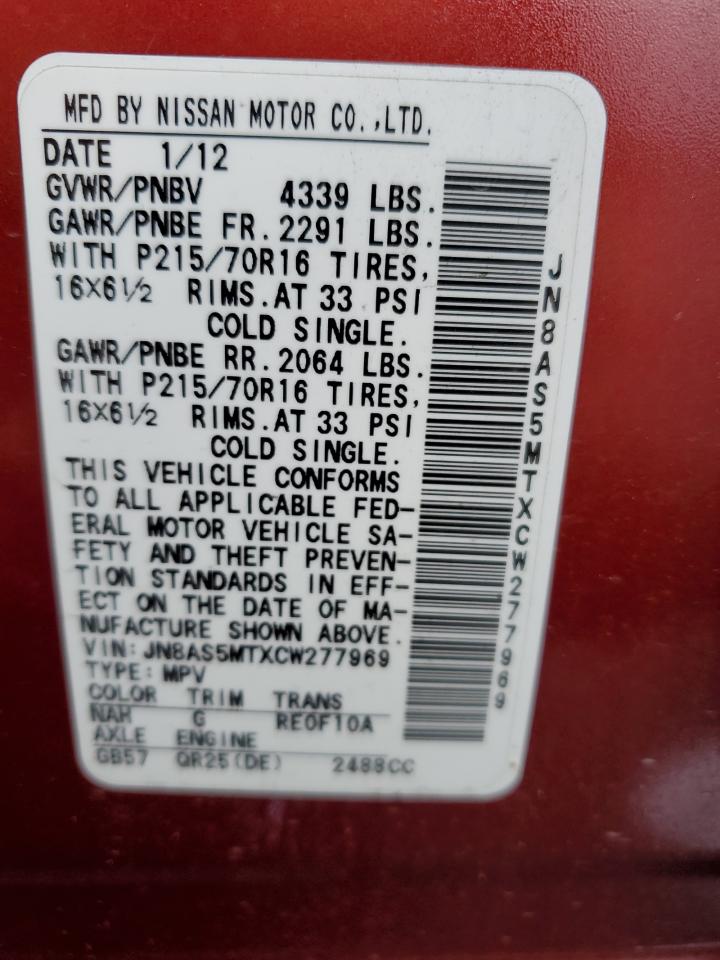 MFD BY NISSAN MOTOR CO.,LTD.
DATE 1/12
GVWR/PNBV 4339 LBS.
GAWR/PNBE FR. 2291 LBS.
WITH P215/70R16 TIRES,
16X6½ RIMS.AT 33 PSI
COLD SINGLE.
GAWR/PNBE RR. 2064 LBS.
WITH P215/70R16 TIRES,
16X6½ RIMS.AT 33 PSI
COLD SINGLE.
THIS VEHICLE CONFORMS
TO ALL APPLICABLE FED-
ERAL MOTOR VEHICLE SA-
FETY AND THEFT PREVEN-
TION STANDARDS IN EFF-
ECT ON THE DATE OF MA-
NUFACTURE SHOWN ABOVE.
VIN: JN8AS5MTXCW277969
TYPE: MPV
COLOR TRIM TRANS
NAH G RE0F10A
AXLE ENGINE
GB57 QR25(DE) 2488CC
JN8AS5MTXCW277969